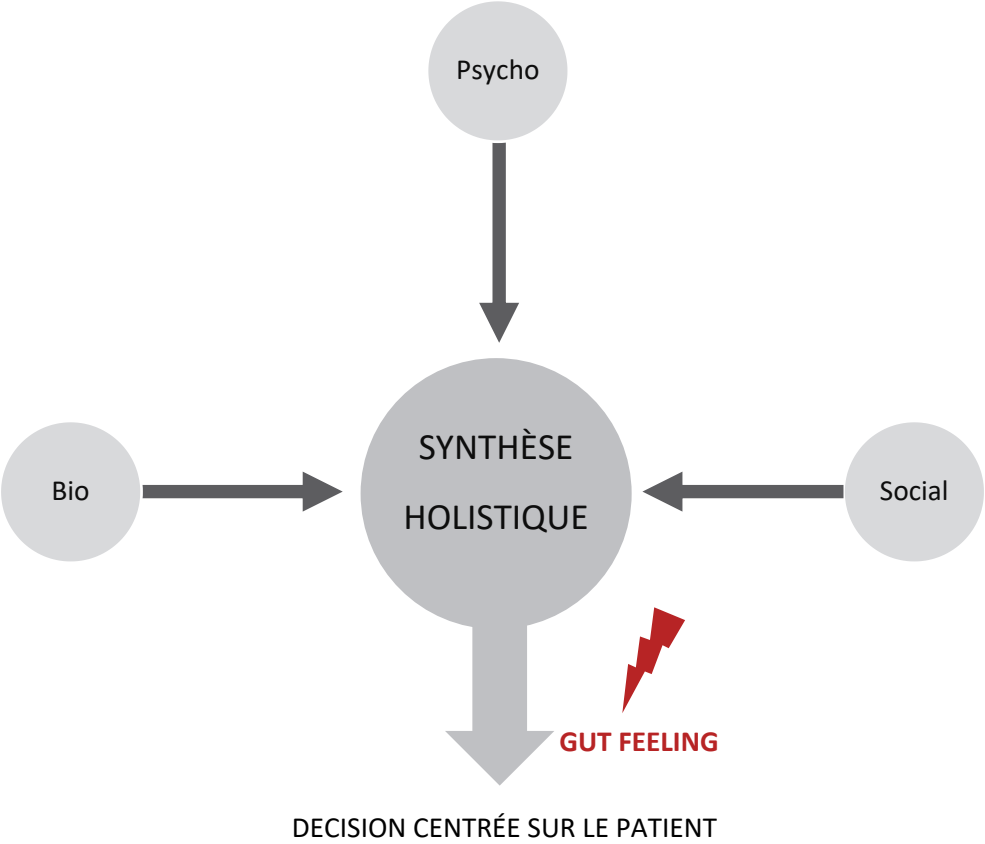 Psycho
SYNTHÈSE
HOLISTIQUE
Bio
Social
GUT FEELING
DECISION CENTRÉE SUR LE PATIENT